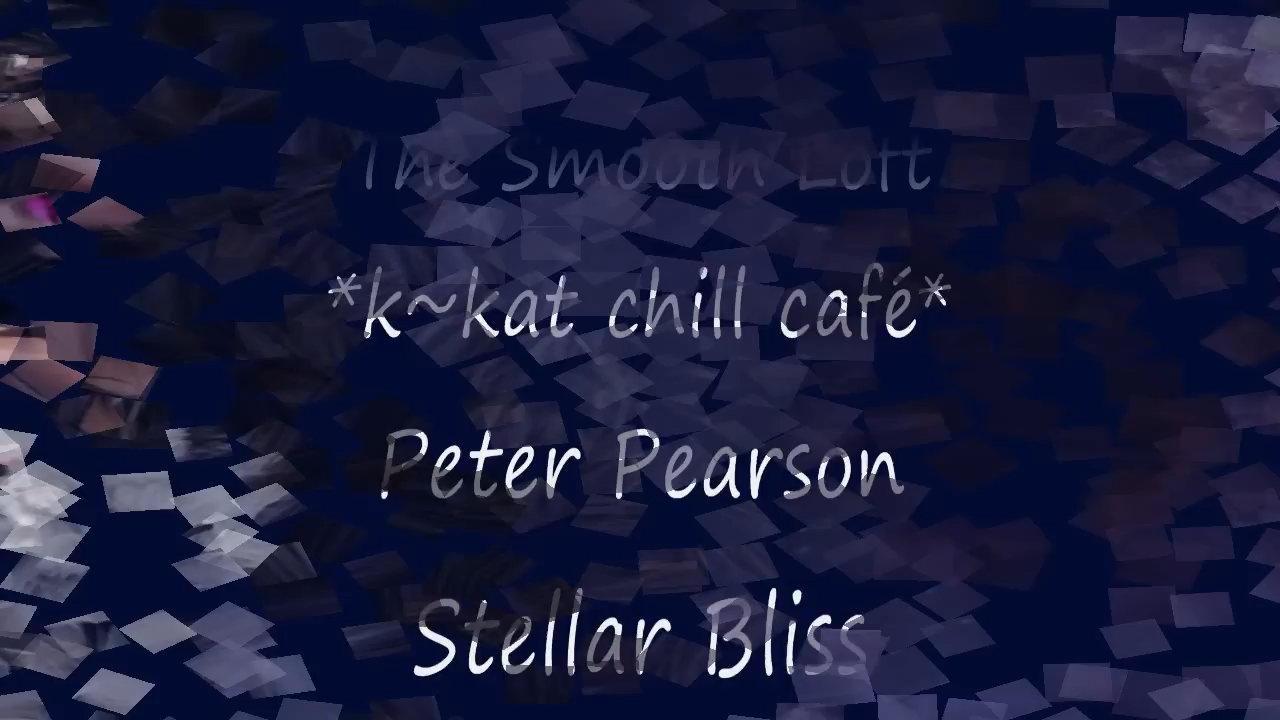 The Smooth Loft
*k~kat chill café*
Peter Pearson
Stellar Bliss